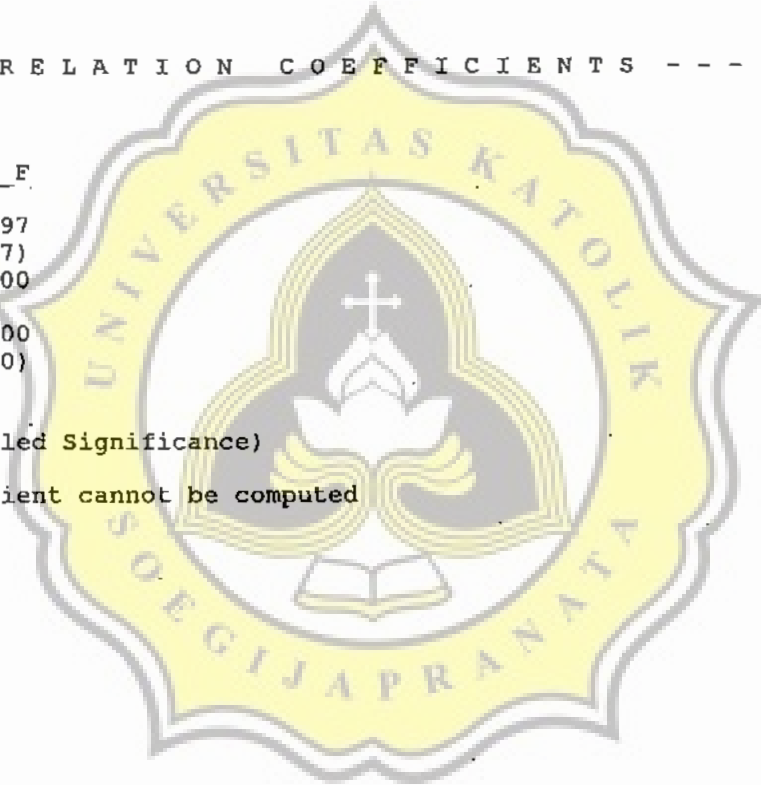 R E L A T I O N   C O E F F I C I E N T S   - - -
_F
97
7)
00
00
0)
led Significance)
ient cannot be computed
UNIVERSITAS KATOLIK
SOEGIJAPRANATA